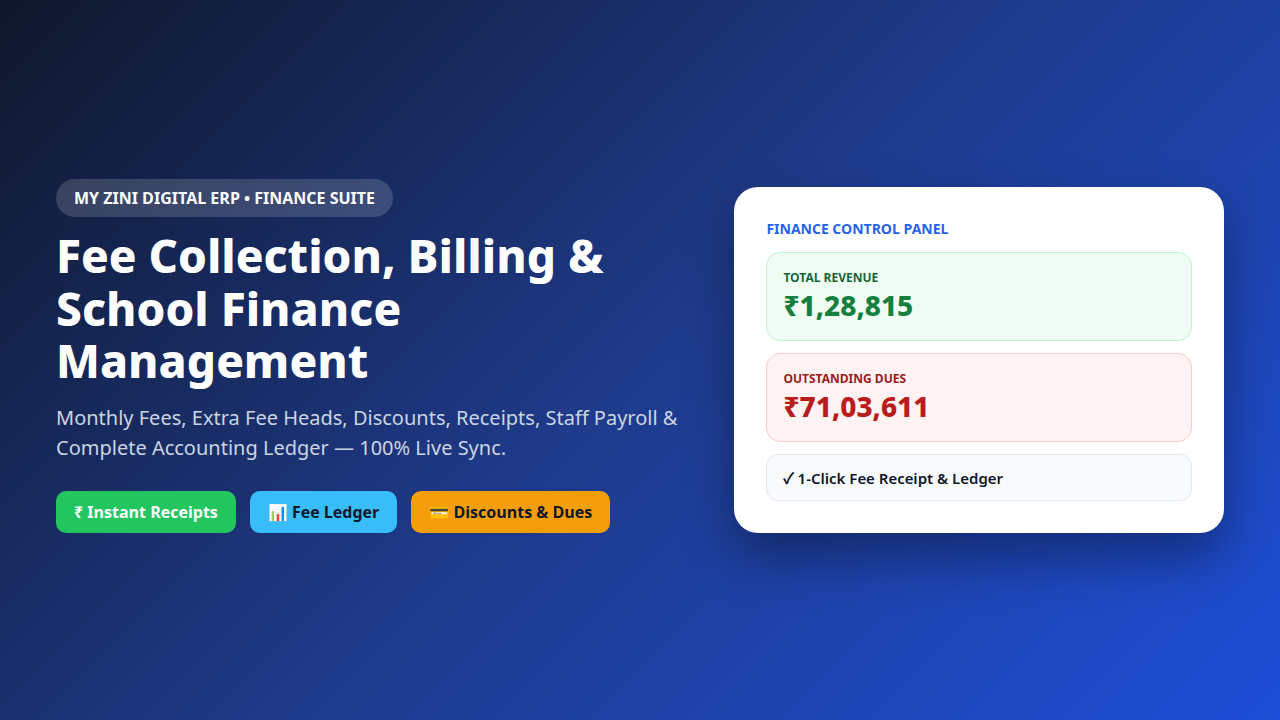 MY ZINI DIGITAL ERP • FINANCE SUITE
Fee Collection, Billing &
School Finance
Management
Monthly Fees, Extra Fee Heads, Discounts, Receipts, Staff Payroll &
Complete Accounting Ledger — 100% Live Sync.
₹ Instant Receipts
📊 Fee Ledger
💳 Discounts & Dues
FINANCE CONTROL PANEL
TOTAL REVENUE
₹1,28,815
OUTSTANDING DUES
₹71,03,611
✓ 1-Click Fee Receipt & Ledger